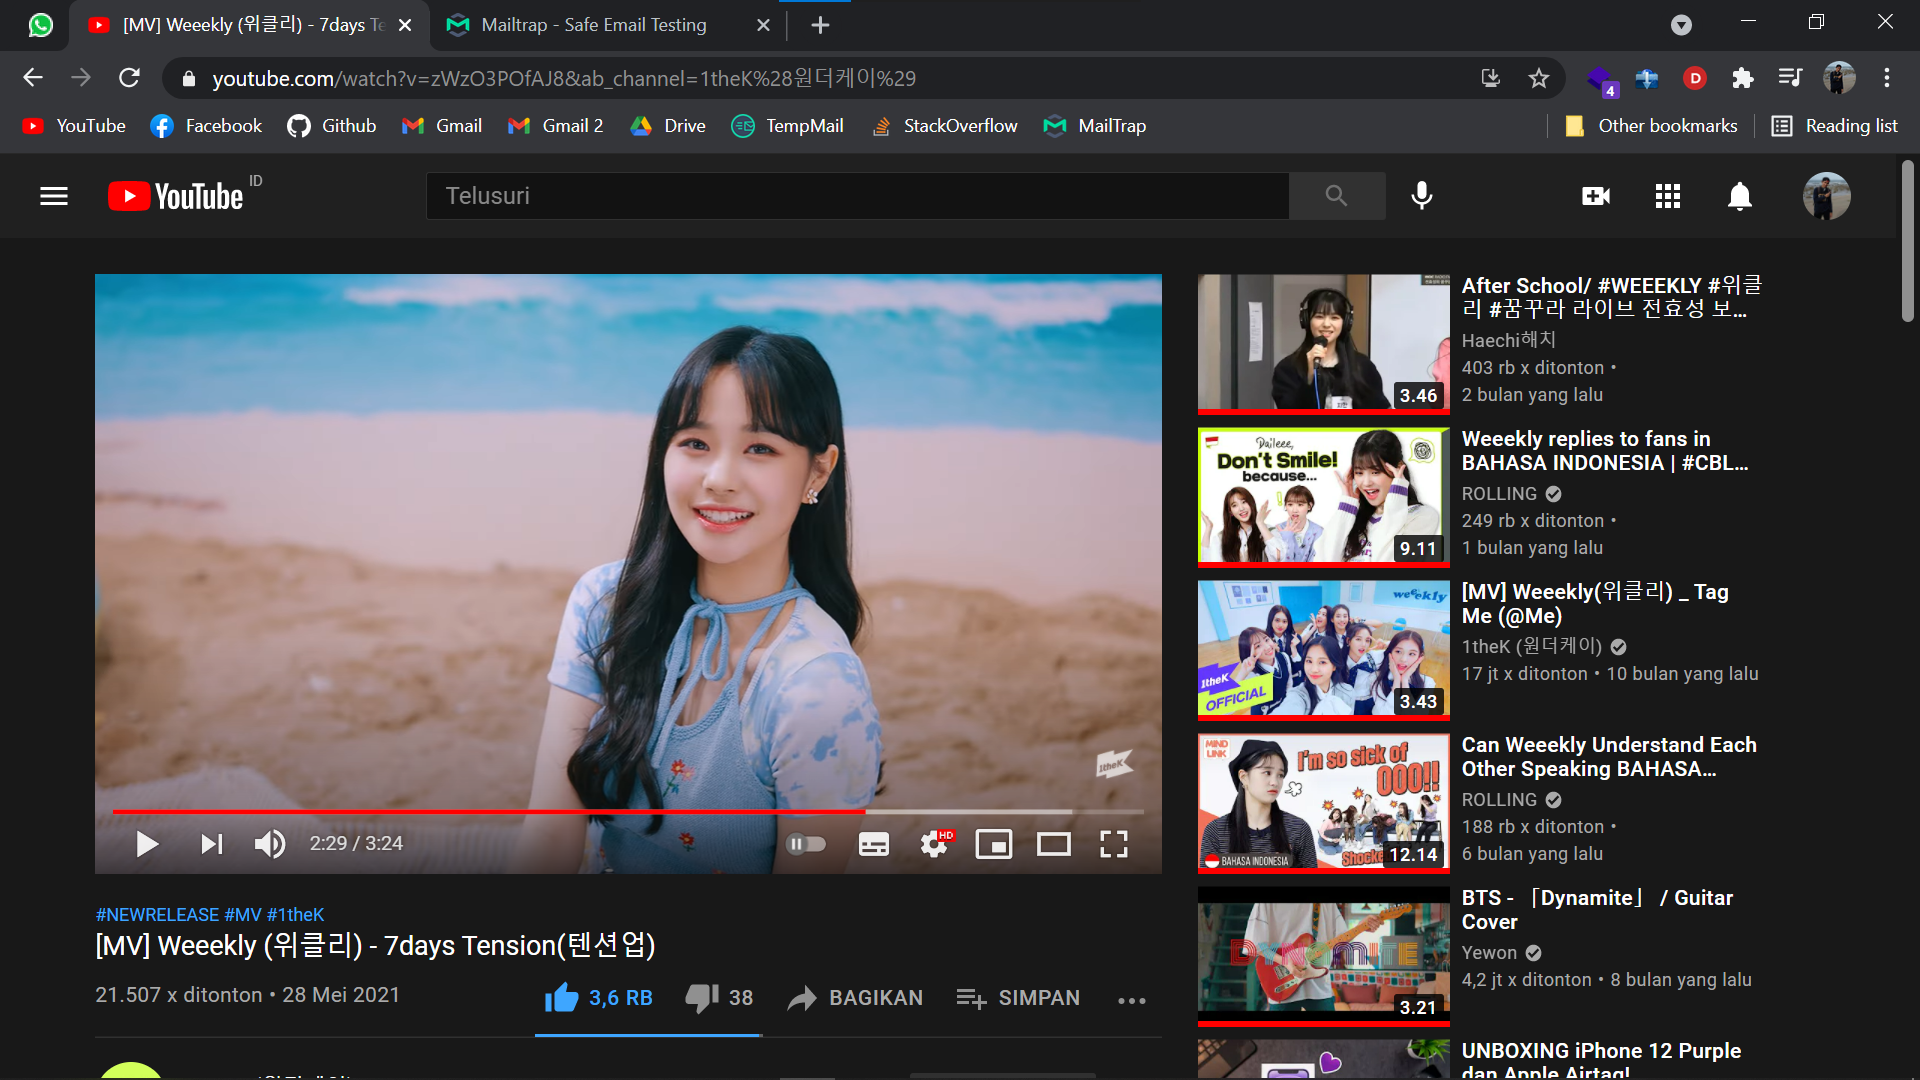 [MV] Weeekly (위클리) - 7days Te
Mailtrap - Safe Email Testing
youtube.com/watch?v=zWzO3POfAJ8&ab_channel=1theK%28원더케이%29
4
D
YouTube
Facebook
Github
Gmail
Gmail 2
Drive
TempMail
StackOverflow
MailTrap
Other bookmarks
Reading list
YouTube ID
Telusuri
1theK
2:29 / 3:24
HD
#NEWRELEASE #MV #1theK
[MV] Weeekly (위클리) - 7days Tension(텐션업)
21.507 x ditonton • 28 Mei 2021
3,6 RB
38
BAGIKAN
SIMPAN
3.46
After School/ #WEEEKLY #위클
리 #꿈꾸라 라이브 전효성 보...
Haechi해치
403 rb x ditonton •
2 bulan yang lalu
Daileee,
Don't Smile!
because...
9.11
Weeekly replies to fans in
BAHASA INDONESIA | #CBL...
ROLLING
249 rb x ditonton •
1 bulan yang lalu
weeekly
1theK
OFFICIAL
3.43
[MV] Weeekly(위클리) _ Tag
Me (@Me)
1theK (원더케이)
17 jt x ditonton • 10 bulan yang lalu
MIND
LINK
I'm so sick of
OOO!!
BAHASA INDONESIA
Shocke
12.14
Can Weeekly Understand Each
Other Speaking BAHASA...
ROLLING
188 rb x ditonton •
6 bulan yang lalu
DYNAMITE
3.21
BTS - 「Dynamite」 / Guitar
Cover
Yewon
4,2 jt x ditonton • 8 bulan yang lalu
UNBOXING iPhone 12 Purple
dan Apple Airtag!